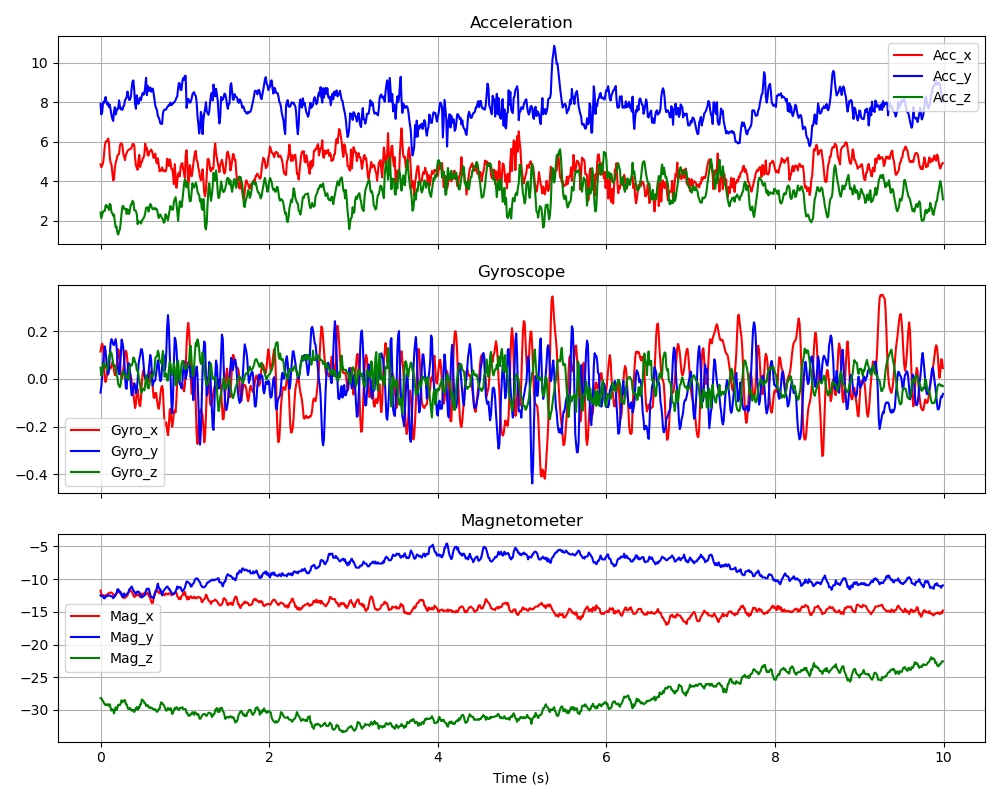 Acceleration
10
8
6
4
2
Acc_x
Acc_y
Acc_z
Gyroscope
0.2
0.0
−0.2
−0.4
Gyro_x
Gyro_y
Gyro_z
Magnetometer
−5
−10
−15
−20
−25
−30
Mag_x
Mag_y
Mag_z
0 2 4 6 8 10
Time (s)